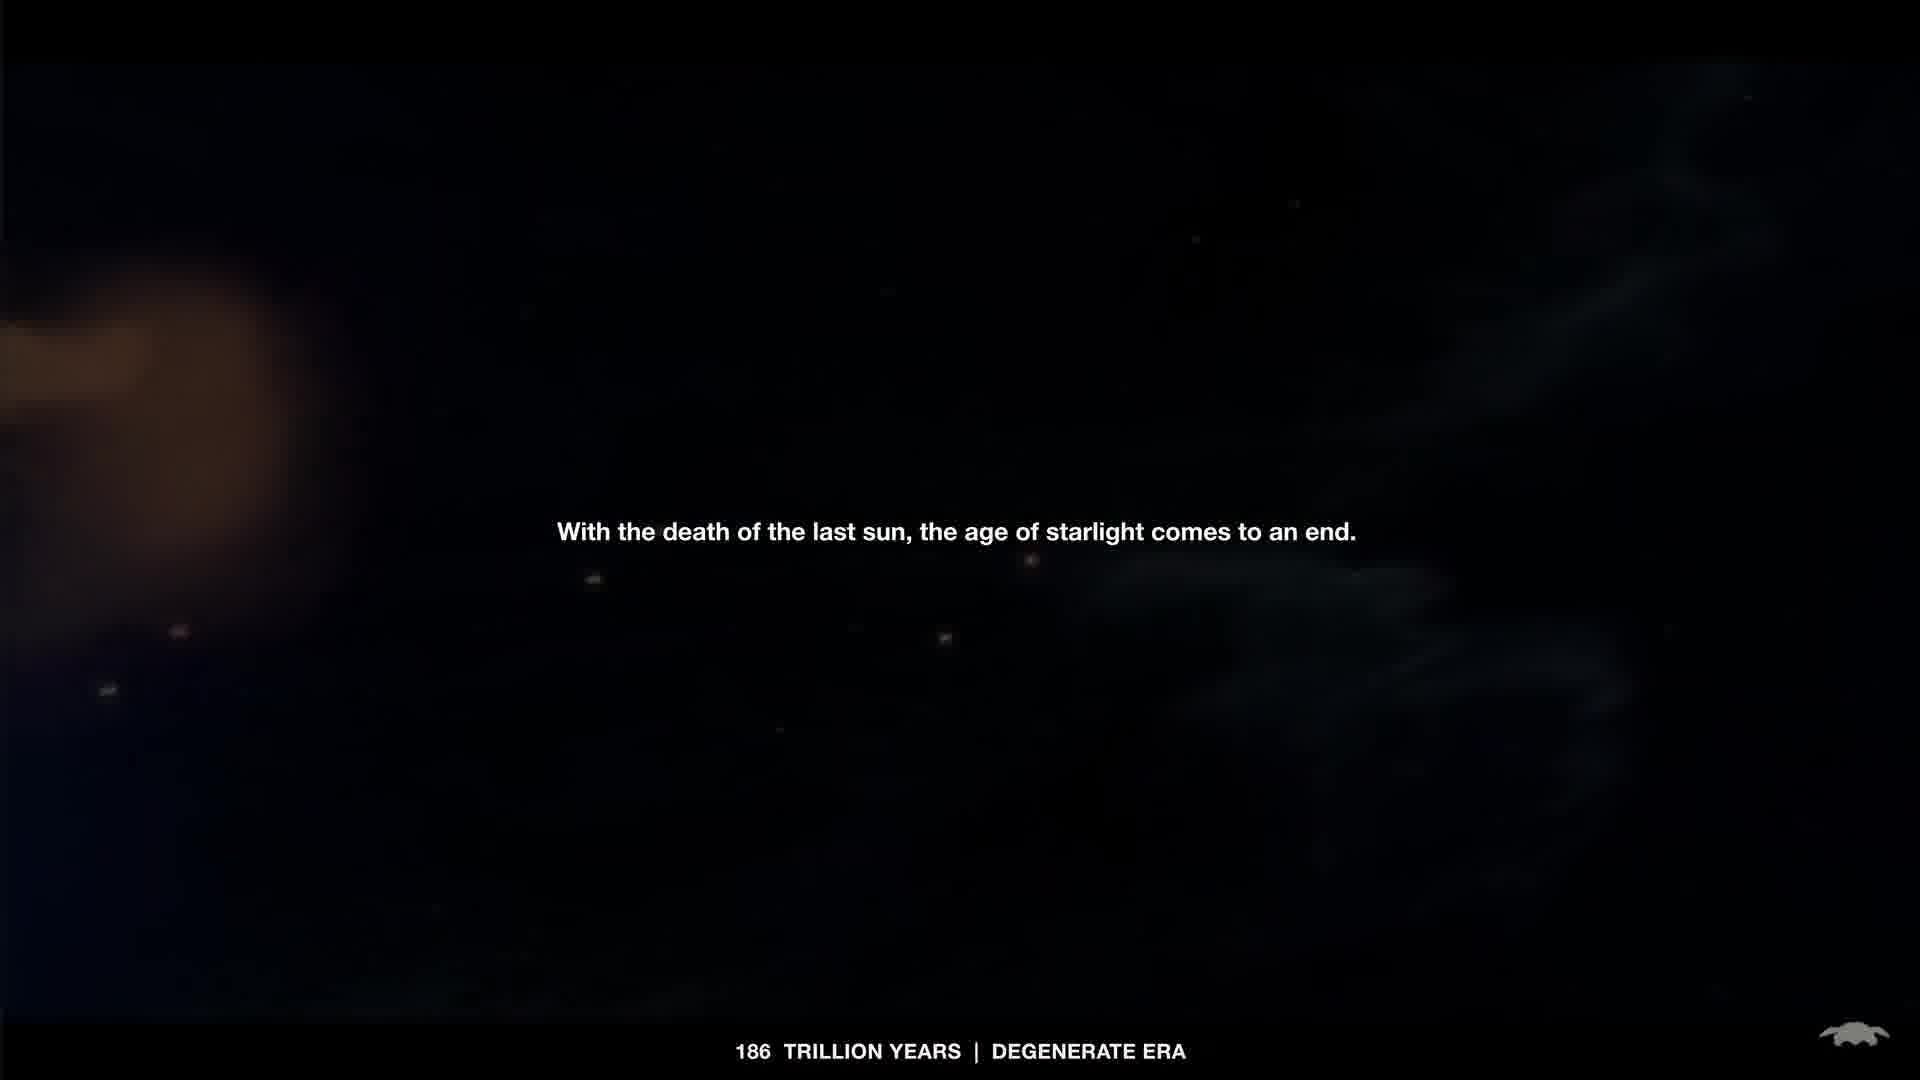 With the death of the last sun, the age of starlight comes to an end.
186 TRILLION YEARS | DEGENERATE ERA